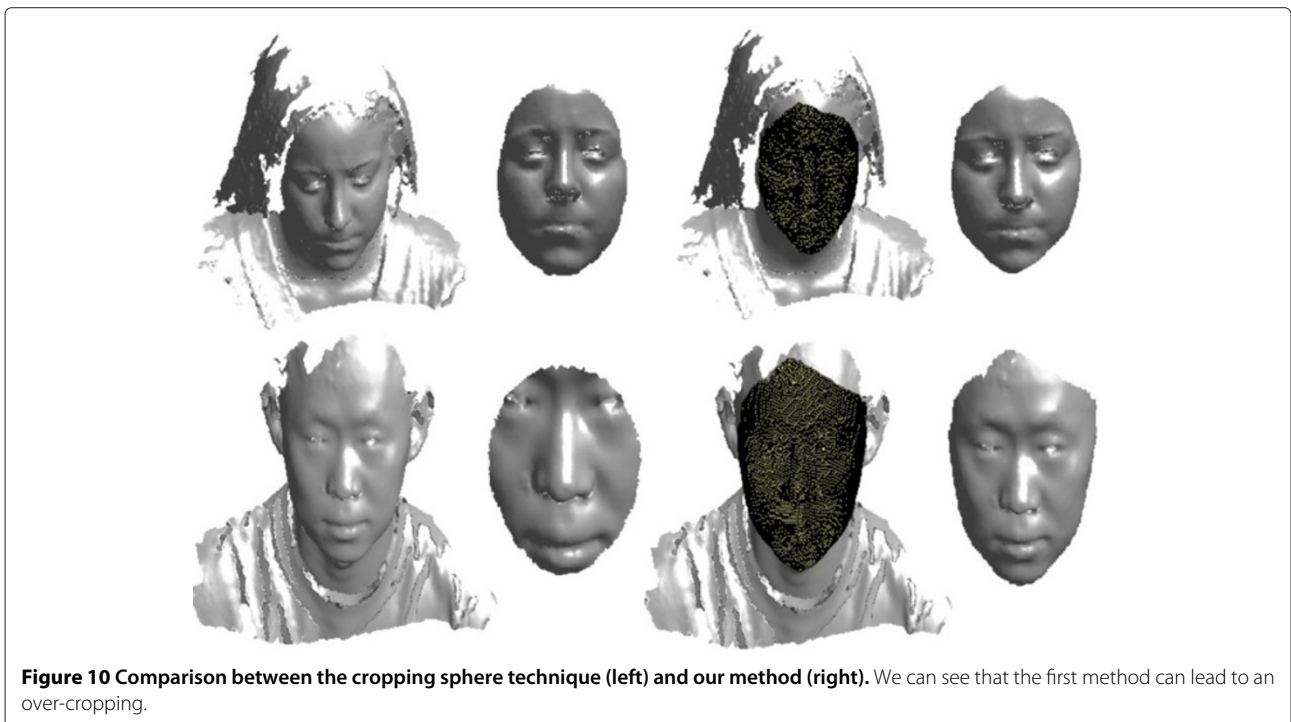 Figure 10 Comparison between the cropping sphere technique (left) and our method (right). We can see that the first method can lead to an
over-cropping.